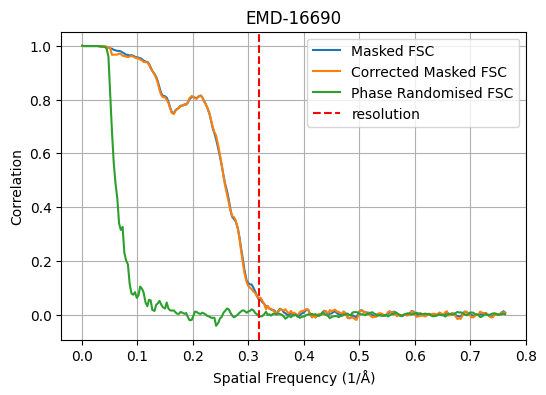 EMD-16690
Masked FSC
Corrected Masked FSC
Phase Randomised FSC
resolution
Correlation
1.0
0.8
0.6
0.4
0.2
0.0
0.0 0.1 0.2 0.3 0.4 0.5 0.6 0.7 0.8
Spatial Frequency (1/Å)